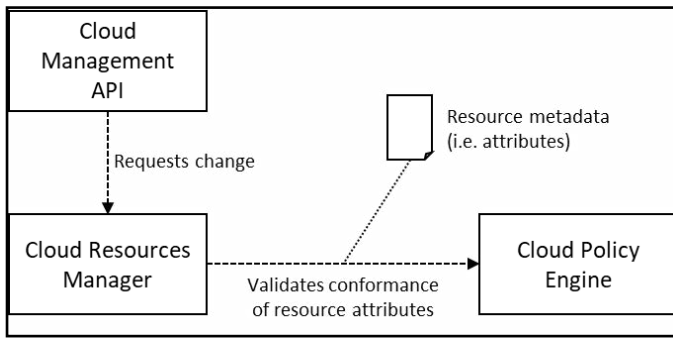 Cloud
Management
API
Resource metadata
(i.e. attributes)
Requests change
Cloud Resources
Manager
Validates conformance
of resource attributes
Cloud Policy
Engine